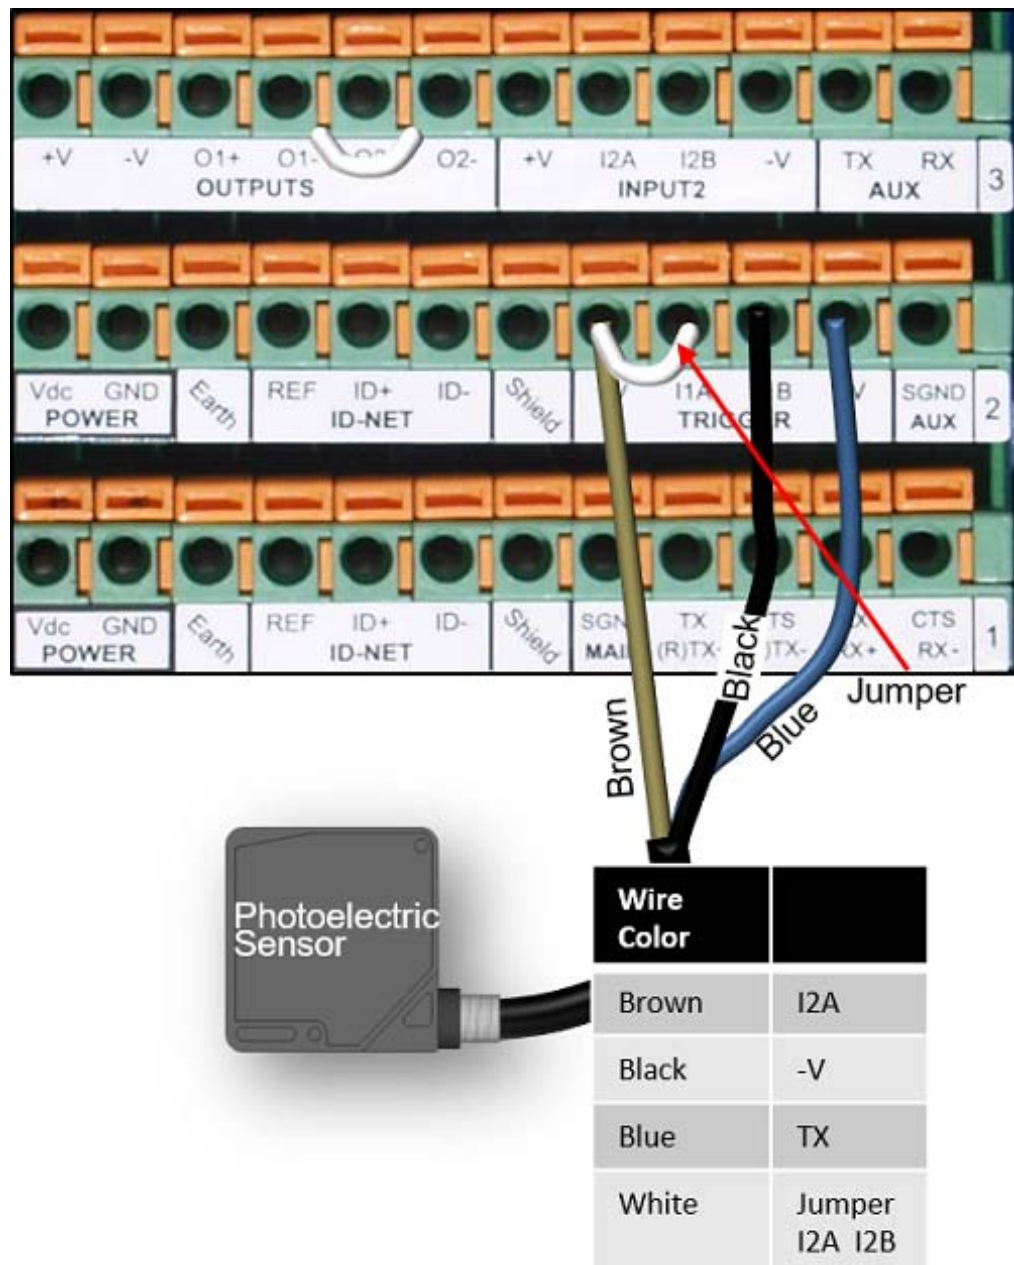 +V -V O1+ O1- O2- +V I2A I2B -V TX RX
OUTPUTS INPUT2 AUX 3
Vdc GND Earth REF ID+ ID- Shield I1A B V SGND
POWER ID-NET TRIGGER AUX 2
Vdc GND Earth REF ID+ ID- Shield SGN TX TS X CTS
POWER ID-NET MAI (R)TX )TX- RX+ RX- 1
Brown
Black
Blue
Jumper
Photoelectric
Sensor
Wire
Color
Brown I2A
Black -V
Blue TX
White Jumper
I2A I2B